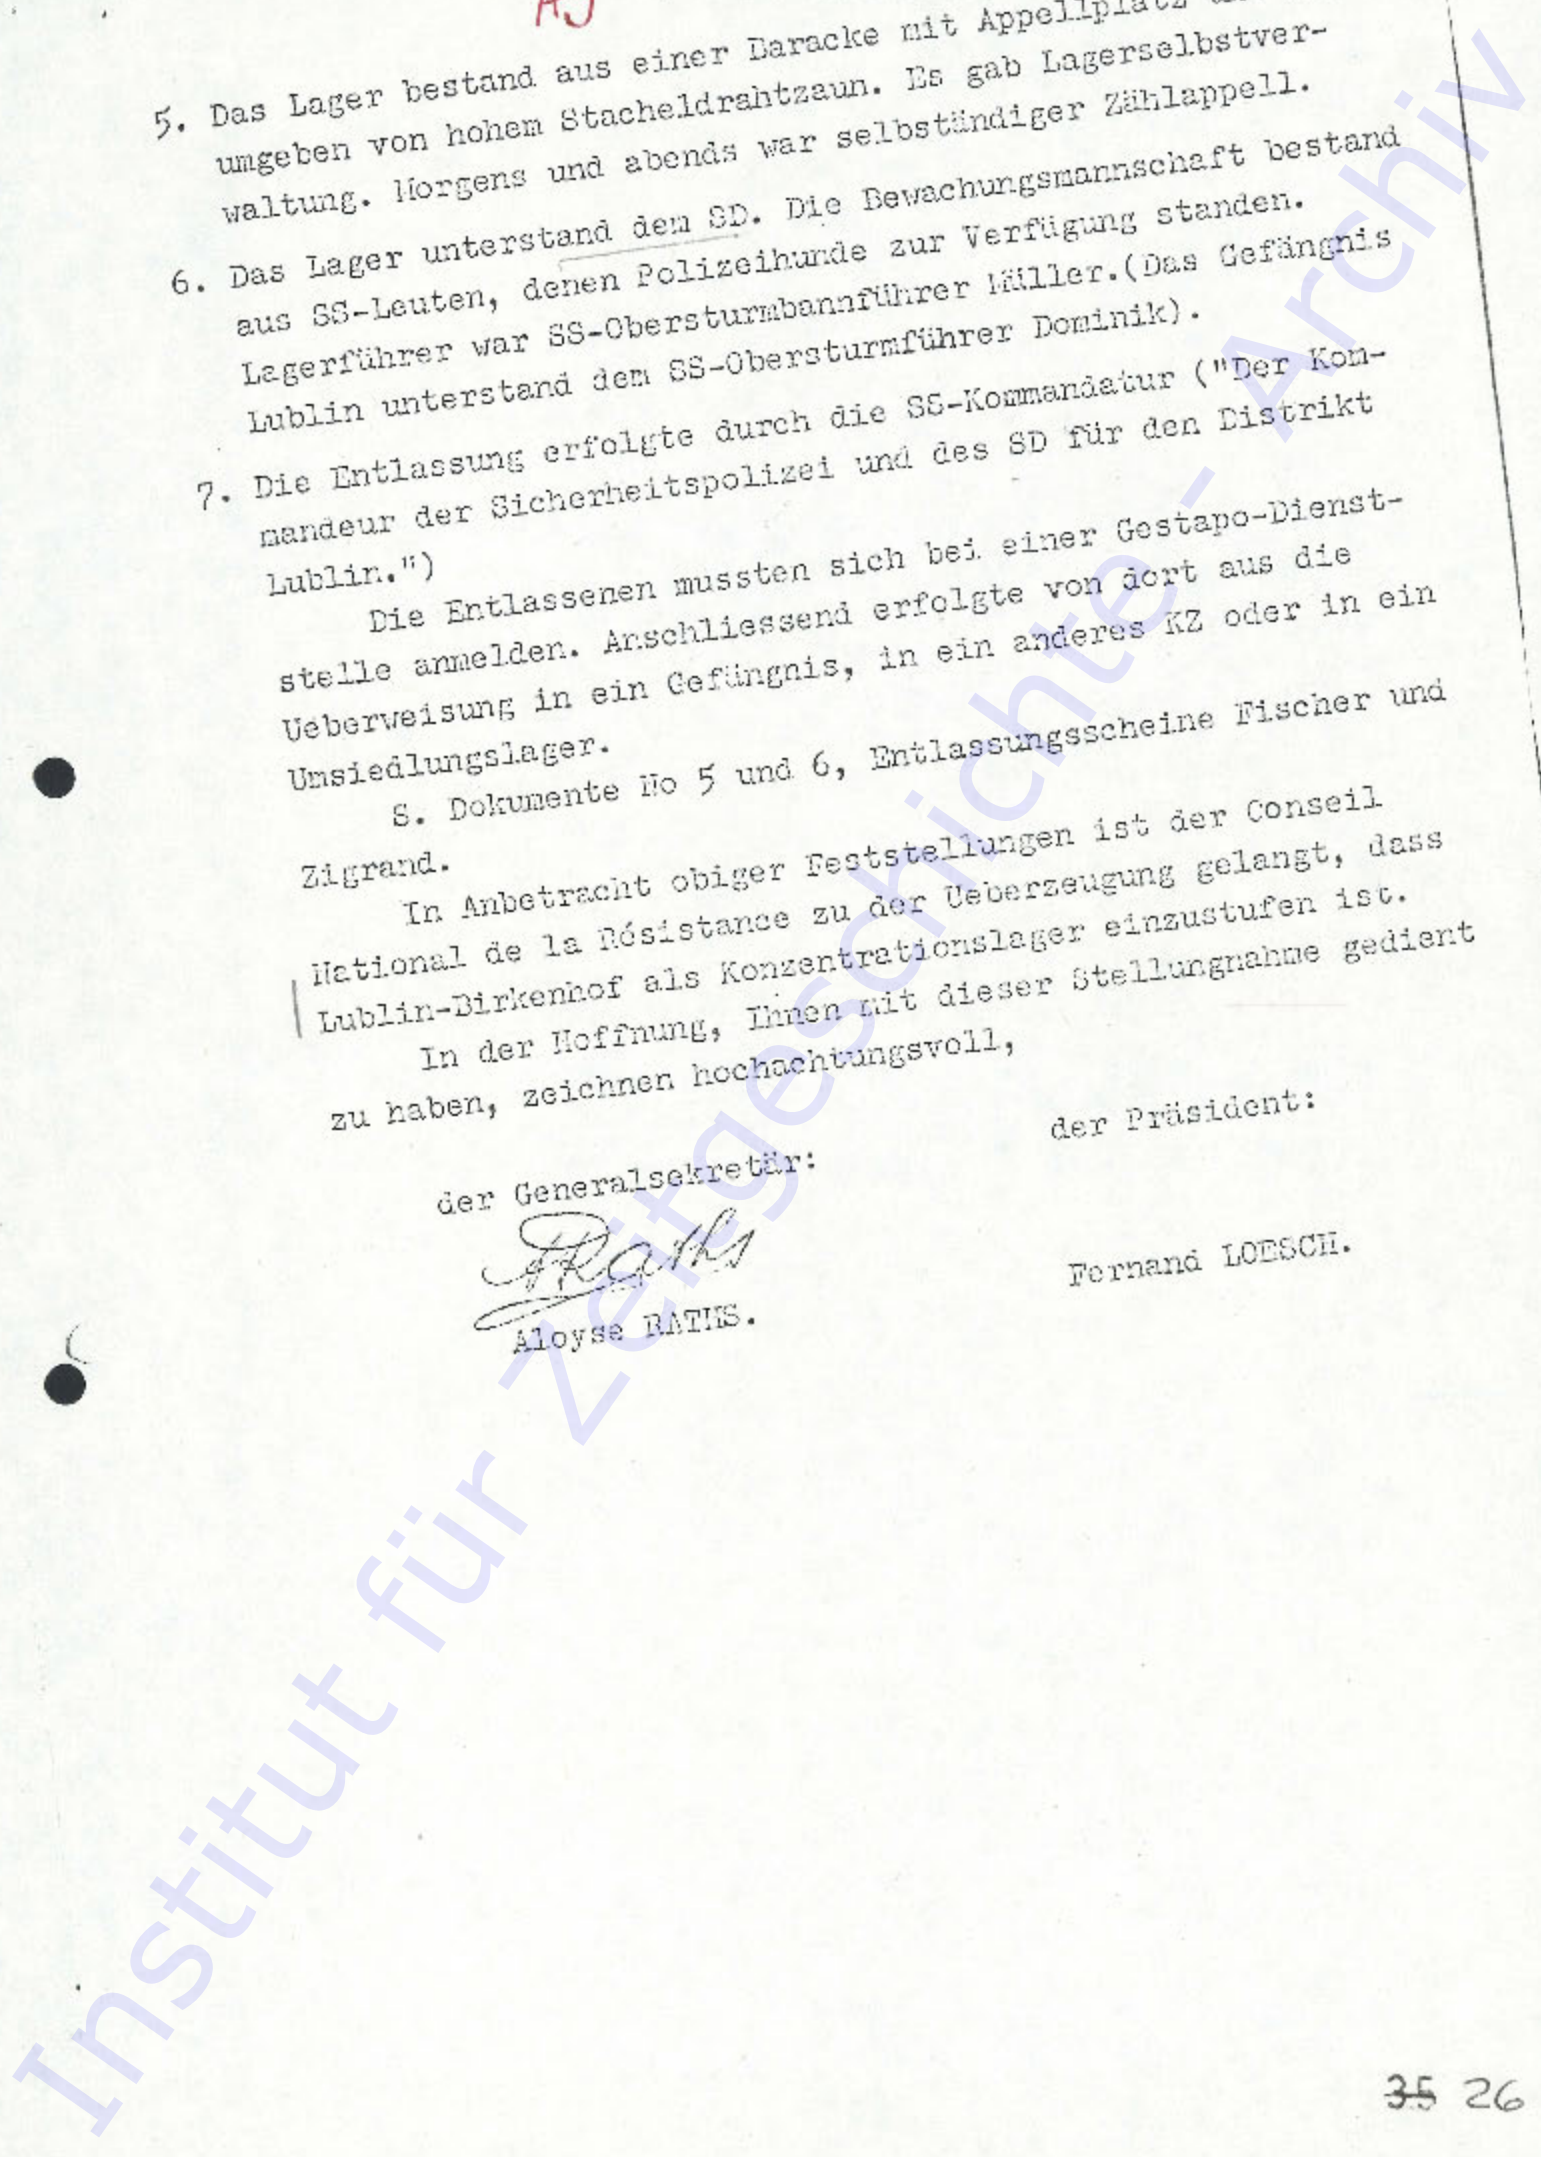 AJ
5. Das Lager bestand aus einer Baracke mit Appellplatz
umgeben von hohem Stacheldrahtzaun. Es gab Lagerselbstver-
waltung. Morgens und abends war selbständiger Zählappell.
6. Das Lager unterstand dem SD. Die Bewachungsmannschaft bestand
aus SS-Leuten, denen Polizeihunde zur Verfügung standen.
Lagerführer war SS-Obersturmbannführer Müller.(Das Gefängnis
Lublin unterstand dem SS-Obersturmführer Dominik).
7. Die Entlassung erfolgte durch die SS-Kommandatur ("Der Kom-
mandeur der Sicherheitspolizei und des SD für den Distrikt
Lublin.")
Die Entlassenen mussten sich bei einer Gestapo-Dienst-
stelle anmelden. Anschliessend erfolgte von dort aus die
Ueberweisung in ein Gefängnis, in ein anderes KZ oder in ein
Umsiedlungslager.
S. Dokumente No 5 und 6, Entlassungsscheine Fischer und
Zigrand.
In Anbetracht obiger Feststellungen ist der Conseil
National de la Résistance zu der Ueberzeugung gelangt, dass
Lublin-Birkenhof als Konzentrationslager einzustufen ist.
In der Hoffnung, Ihnen mit dieser Stellungnahme gedient
zu haben, zeichnen hochachtungsvoll,
der Präsident:
der Generalsekretär:
ARaths
Fernand LOESCH.
Aloyse RATHS.
35 26
Institut für Zeitgeschichte - Archiv